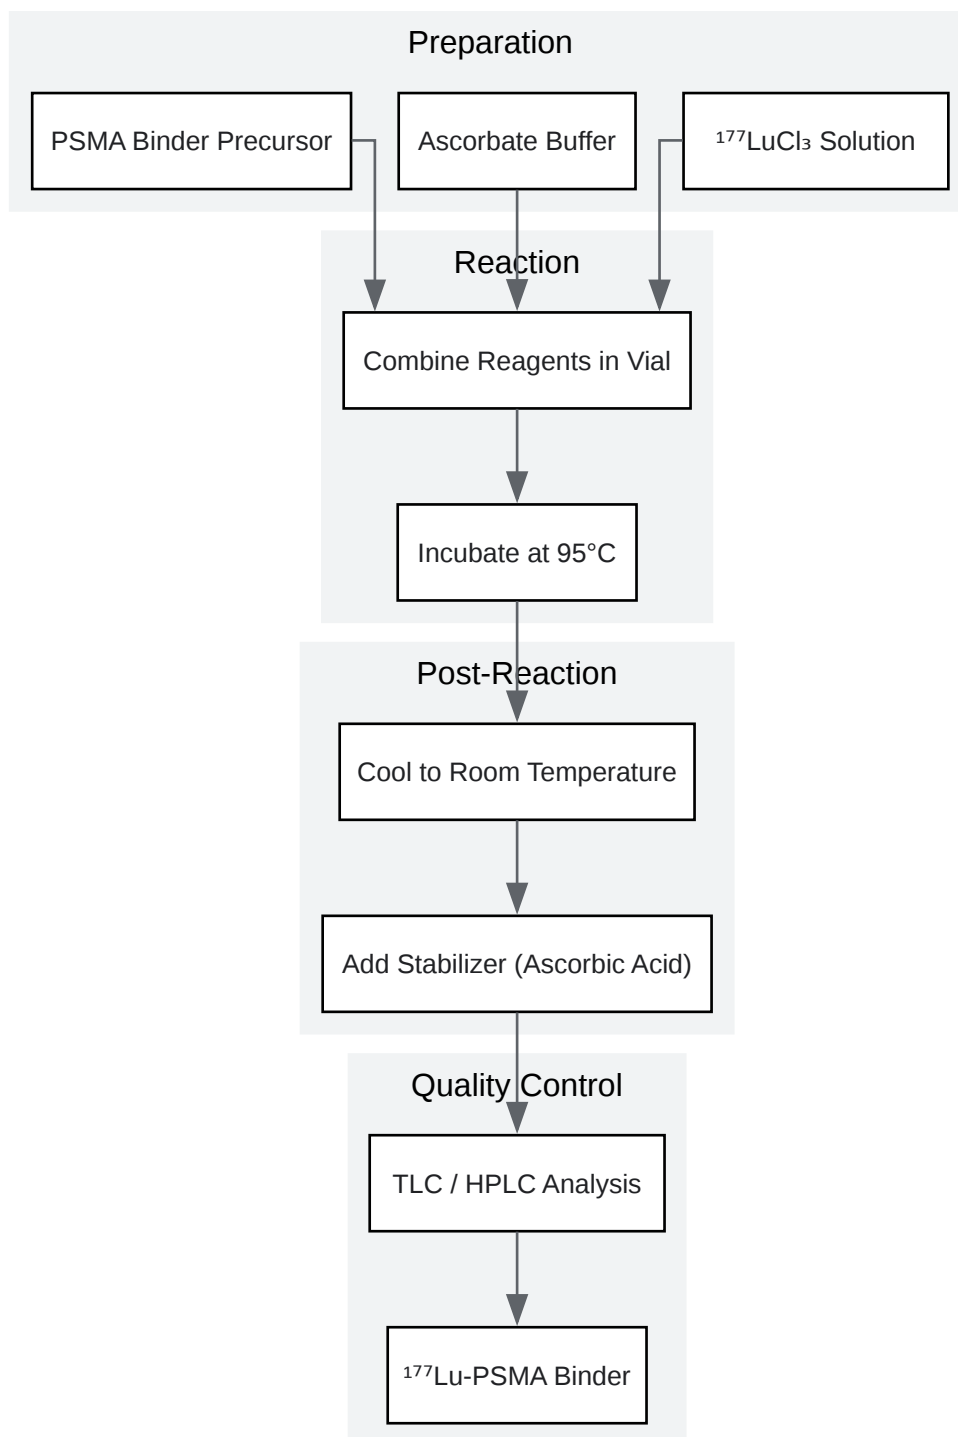 Preparation
PSMA Binder Precursor
Ascorbate Buffer
¹⁷⁷LuCl₃ Solution
Reaction
Combine Reagents in Vial
Incubate at 95°C
Post-Reaction
Cool to Room Temperature
Add Stabilizer (Ascorbic Acid)
Quality Control
TLC / HPLC Analysis
¹⁷⁷Lu-PSMA Binder